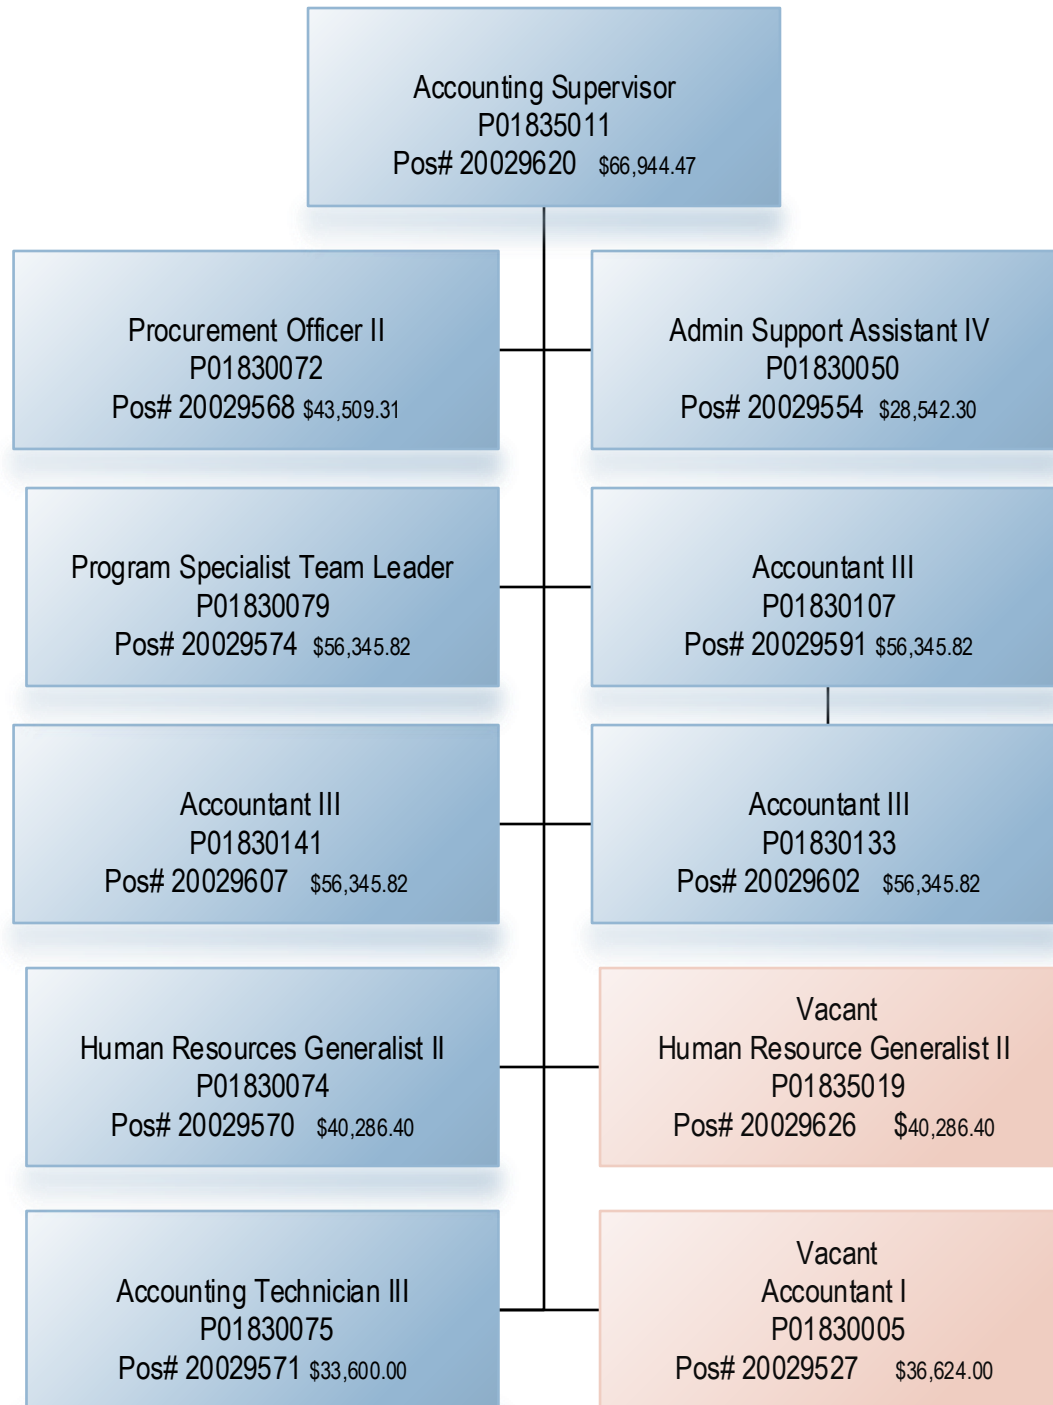 Accounting Supervisor
P01835011
Pos# 20029620 $66,944.47
Procurement Officer II
P01830072
Pos# 20029568 $43,509.31
Admin Support Assistant IV
P01830050
Pos# 20029554 $28,542.30
Program Specialist Team Leader
P01830079
Pos# 20029574 $56,345.82
Accountant III
P01830107
Pos# 20029591 $56,345.82
Accountant III
P01830141
Pos# 20029607 $56,345.82
Accountant III
P01830133
Pos# 20029602 $56,345.82
Human Resources Generalist II
P01830074
Pos# 20029570 $40,286.40
Vacant
Human Resource Generalist II
P01835019
Pos# 20029626 $40,286.40
Accounting Technician III
P01830075
Pos# 20029571 $33,600.00
Vacant
Accountant I
P01830005
Pos# 20029527 $36,624.00